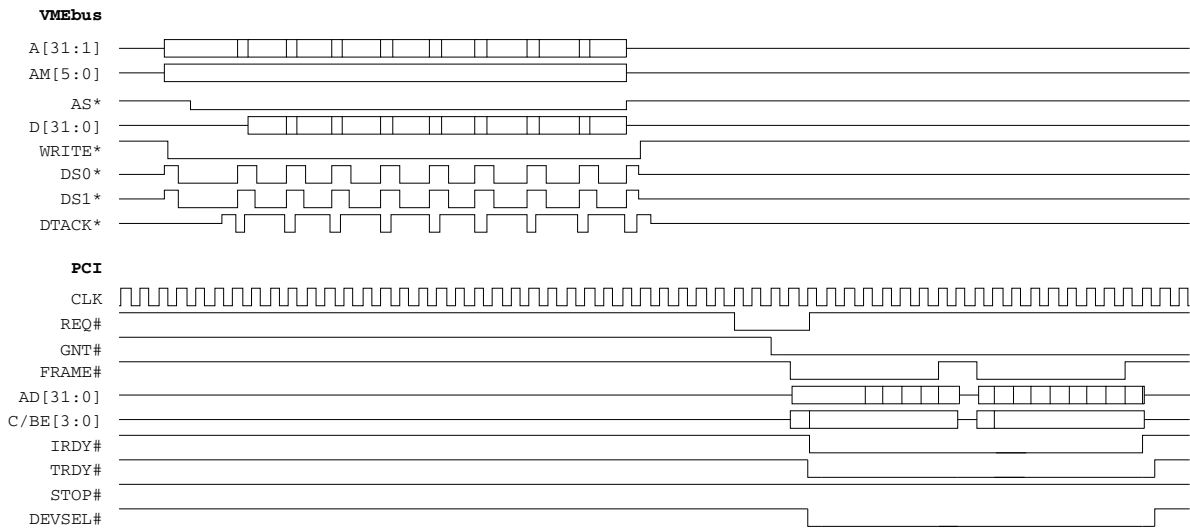 VMEbus
A[31:1]
AM[5:0]
AS*
D[31:0]
WRITE*
DS0*
DS1*
DTACK*
PCI
CLK
REQ#
GNT#
FRAME#
AD[31:0]
C/BE[3:0]
IRDY#
TRDY#
STOP#
DEVSEL#